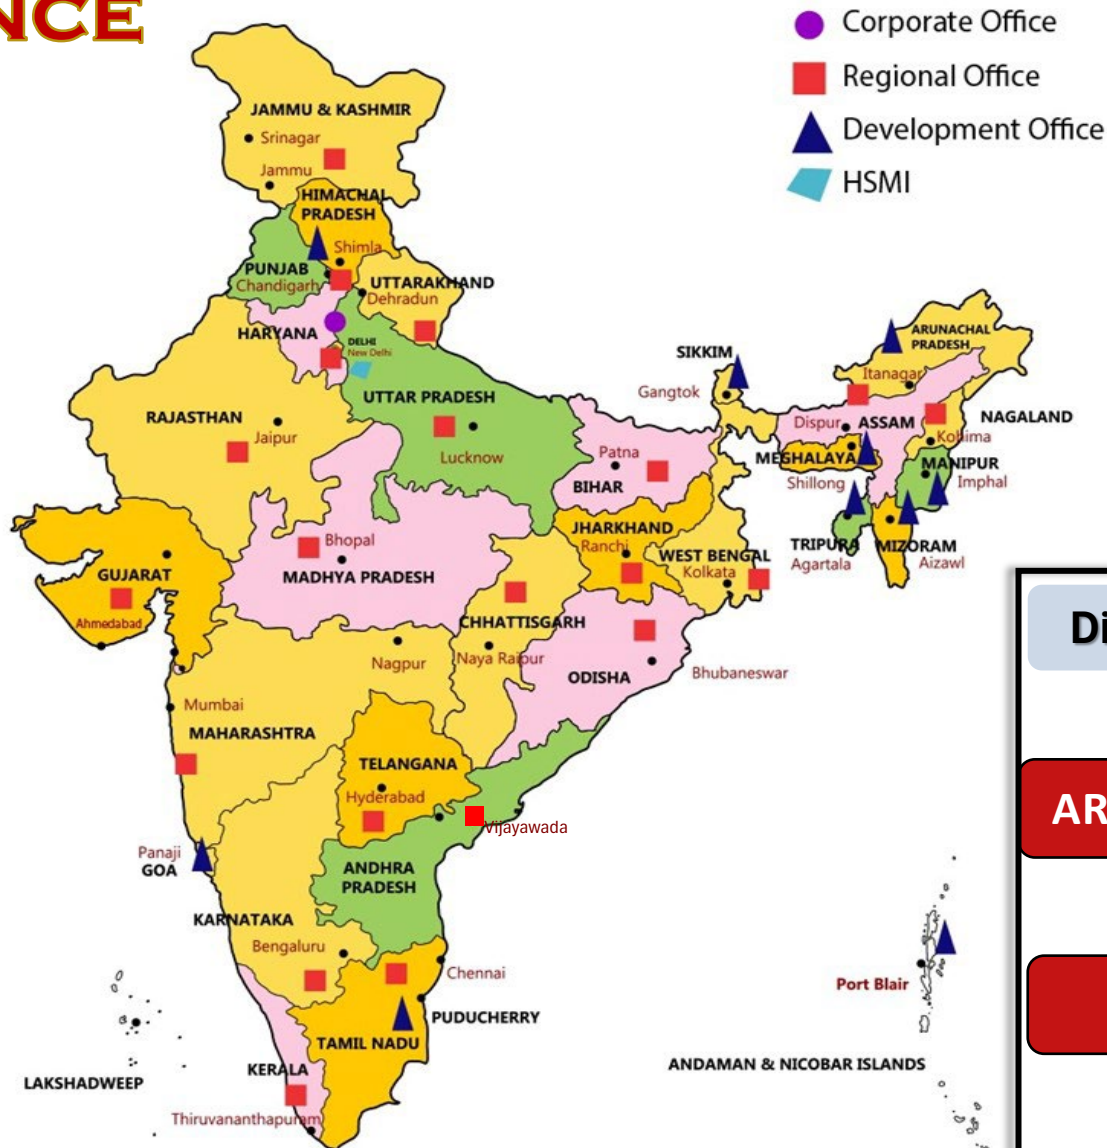 NCE
Corporate Office
Regional Office
Development Office
HSMI
JAMMU & KASHMIR
Srinagar
Jammu
HIMACHAL
PRADESH
Shimla
PUNJAB
Chandigarh
UTTARAKHAND
Dehradun
HARYANA
DELHI
New Delhi
ARUNACHAL
PRADESH
Itanagar
SIKKIM
Gangtok
UTTAR PRADESH
Lucknow
RAJASTHAN
Jaipur
Dispur
ASSAM
NAGALAND
Kohima
Patna
BIHAR
MEGHALAYA
Shillong
MANIPUR
Imphal
JHARKHAND
Ranchi
WEST BENGAL
Kolkata
TRIPURA
Agartala
MIZORAM
Aizawl
Bhopal
MADHYA PRADESH
GUJARAT
Ahmedabad
CHHATTISGARH
Naya Raipur
Nagpur
ODISHA
Bhubaneswar
Di
Mumbai
MAHARASHTRA
TELANGANA
Hyderabad
Vijayawada
AR
Panaji
GOA
ANDHRA
PRADESH
KARNATAKA
Bengaluru
Chennai
Port Blair
PUDUCHERRY
TAMIL NADU
KERALA
Thiruvananthapuram
LAKSHADWEEP
ANDAMAN & NICOBAR ISLANDS